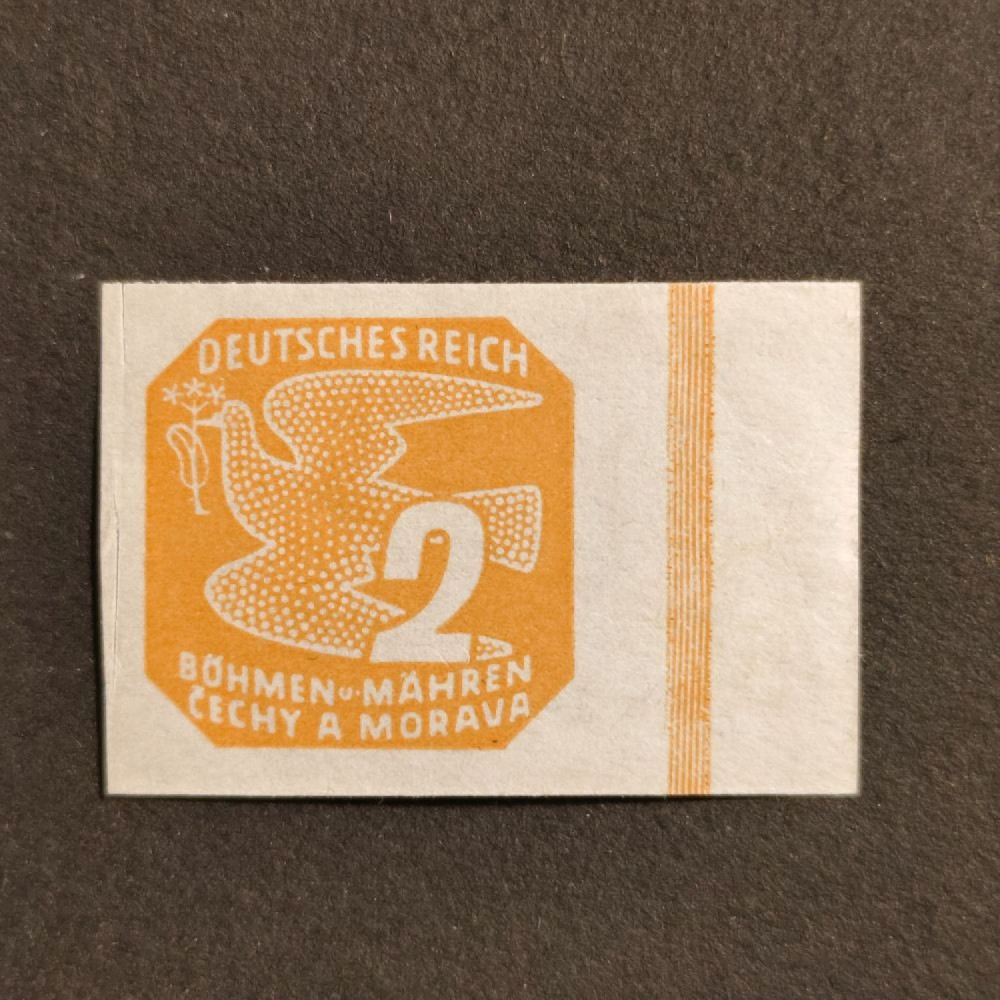 DEUTSCHES REICH
2
BÖHMEN u. MÄHREN
ČECHY A MORAVA